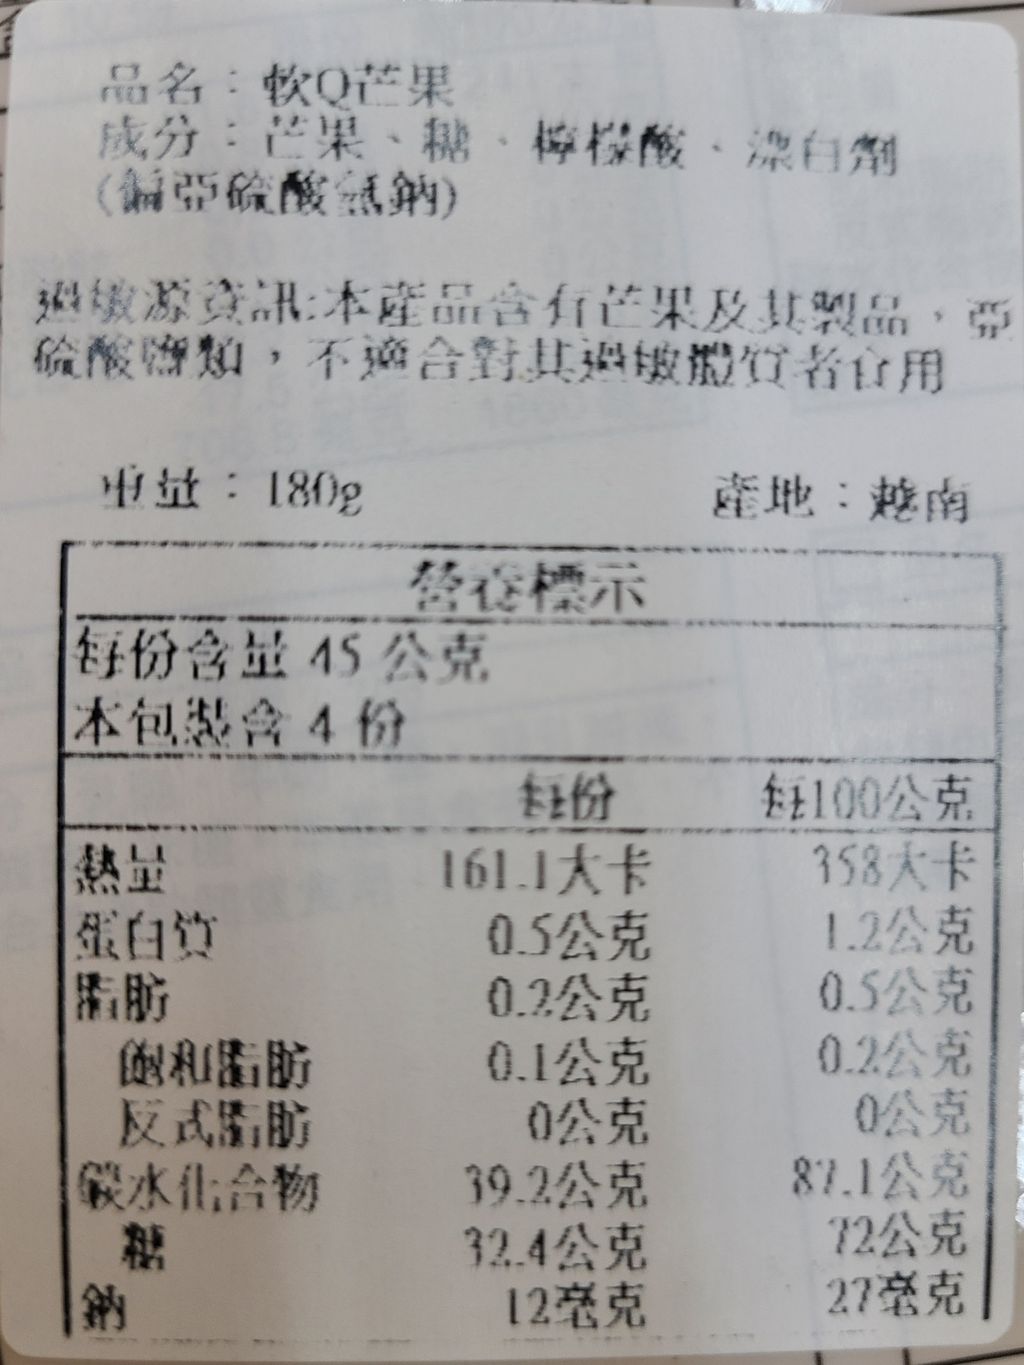 品名：軟Q芒果
成分：芒果、糖、檸檬酸、漂白劑
(偏亞硫酸氫鈉)
過敏源資訊:本產品含有芒果及其製品，亞
硫酸鹽類，不適合對其過敏體質者食用
重量：180g 產地：越南
營養標示
每份含量 45 公克
本包裝含 4 份
每份 每100公克
熱量 161.1大卡 358大卡
蛋白質 0.5公克 1.2公克
脂肪 0.2公克 0.5公克
飽和脂肪 0.1公克 0.2公克
反式脂肪 0公克 0公克
碳水化合物 39.2公克 87.1公克
糖 32.4公克 72公克
鈉 12毫克 27毫克